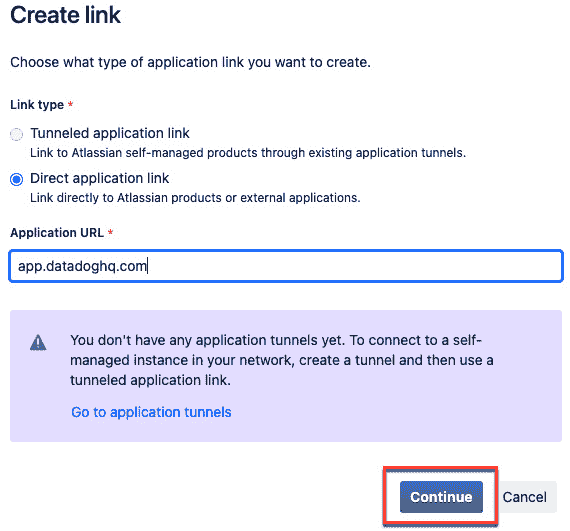 Create link
Choose what type of application link you want to create.
Link type *
Tunneled application link
Link to Atlassian self-managed products through existing application tunnels.
Direct application link
Link directly to Atlassian products or external applications.
Application URL *
app.datadoghq.com
You don't have any application tunnels yet. To connect to a self-
managed instance in your network, create a tunnel and then use a
tunneled application link.
Go to application tunnels
Continue Cancel